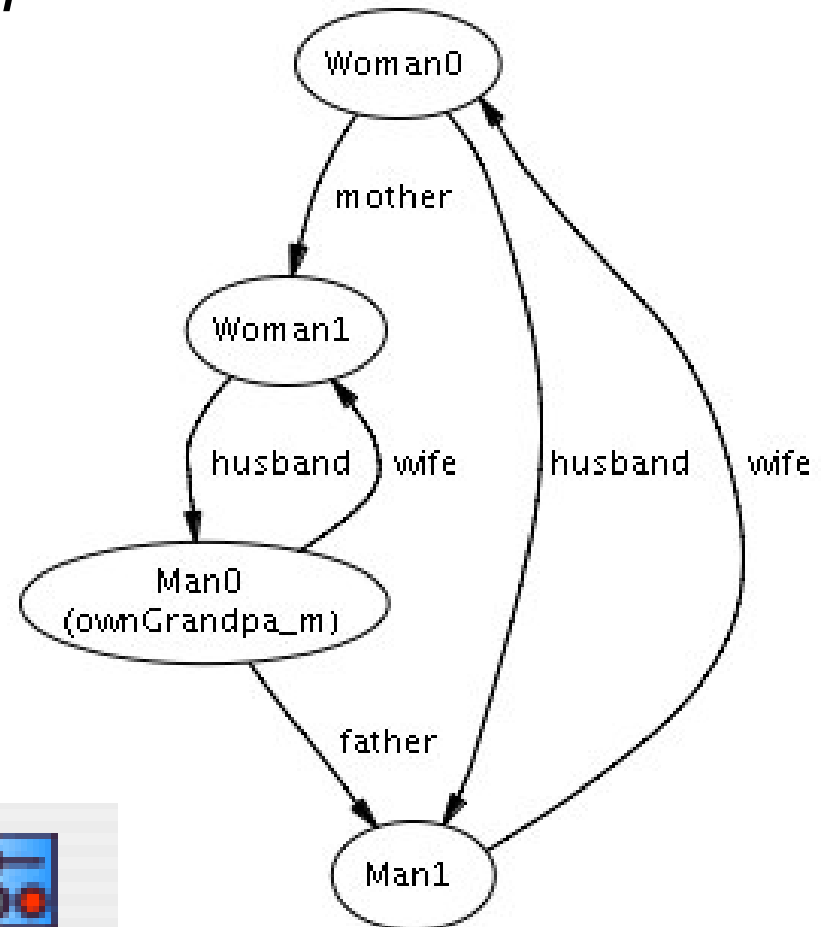 Woman0
mother
Woman1
husband wife husband wife
Man0
(ownGrandpa_m)
father
Man1